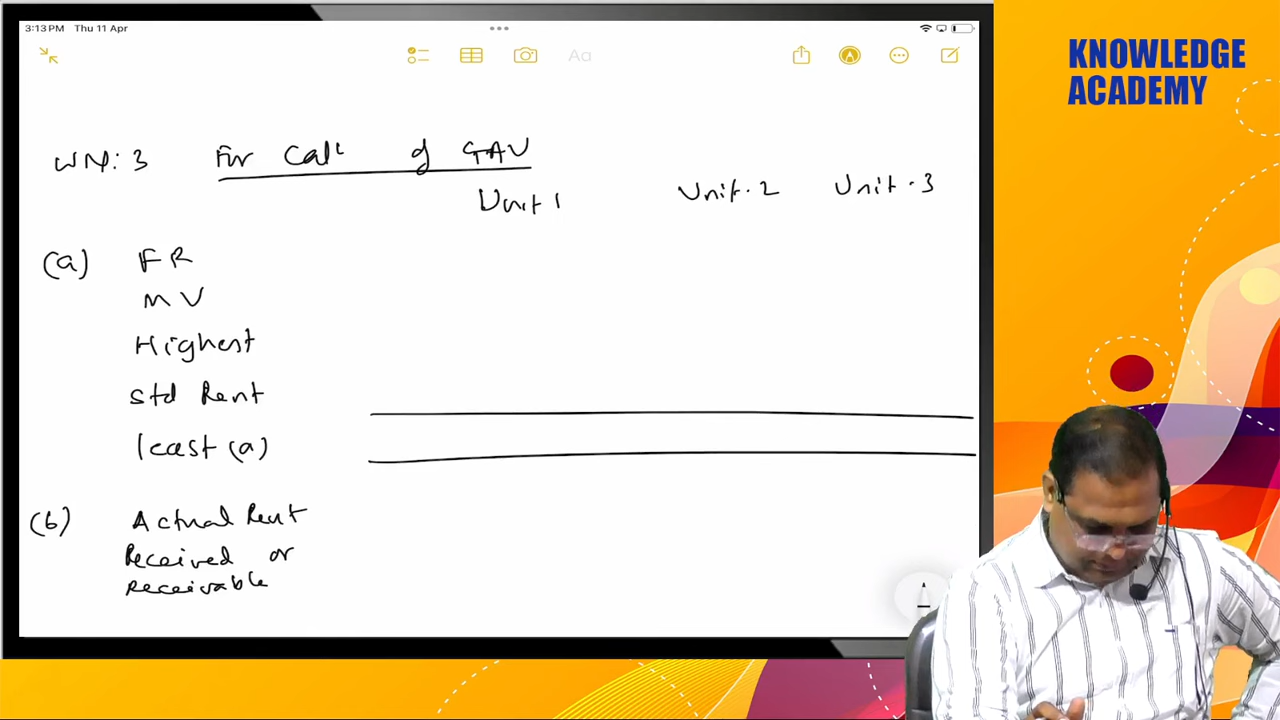 3:13 PM Thu 11 Apr
KNOWLEDGE
ACADEMY
Aa
WN: 3 For Calc of GAV
Unit 1 Unit. 2 Unit. 3
(a) FR
MV
Highest
Std Rent
least (a)
(b) Actual Rent
Received or
receivable